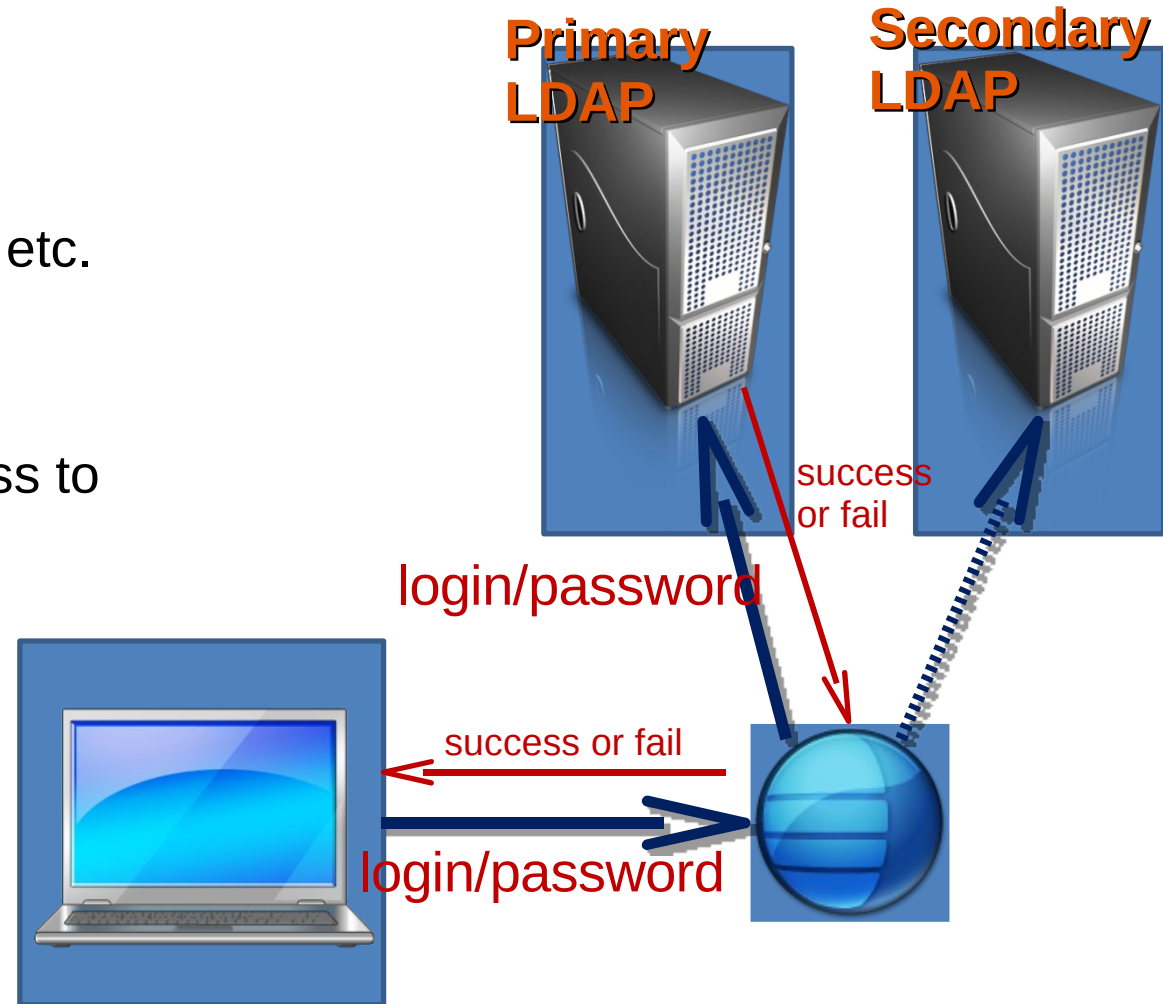 Primary
LDAP
Secondary
LDAP
etc.
ss to
success
or fail
login/password
success or fail
login/password